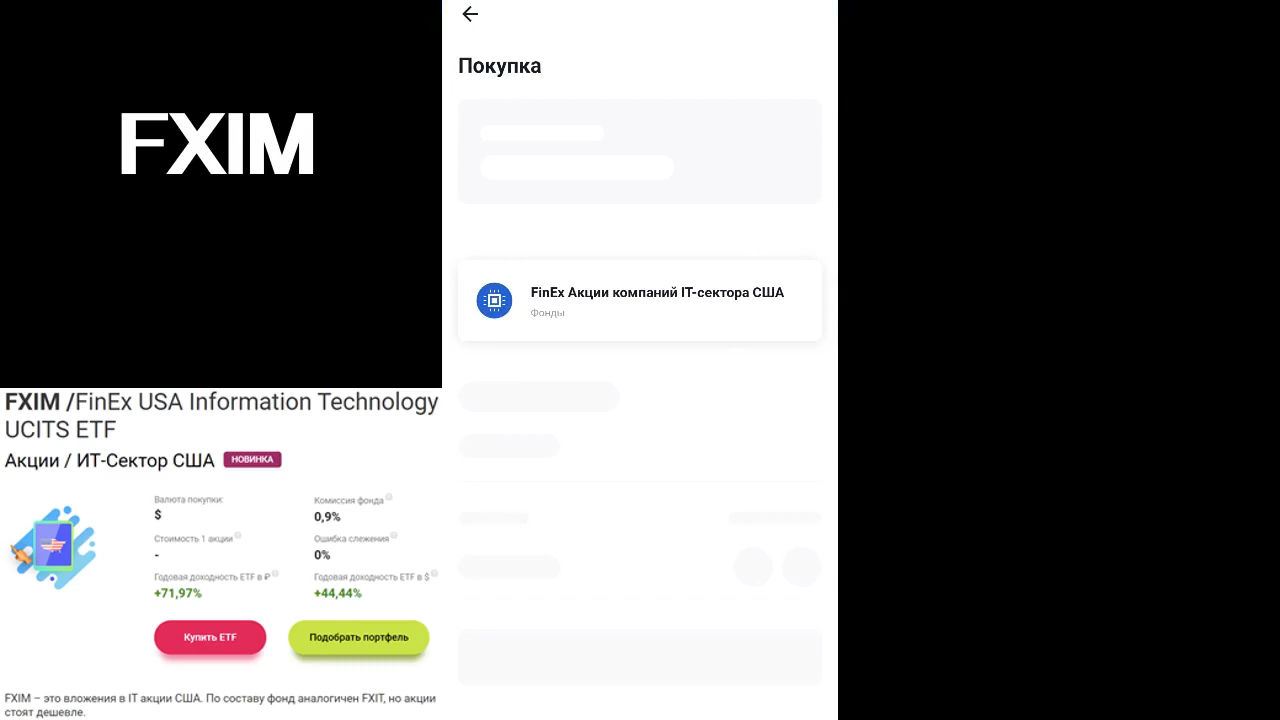 FXIM
FXIM /FinEx USA Information Technology
UCITS ETF
Акции / ИТ-Сектор США НОВИНКА
Валюта покупки:
$
Комиссия фонда
0,9%
Стоимость 1 акции
-
Ошибка слежения
0%
Годовая доходность ETF в ₽
+71,97%
Годовая доходность ETF в $
+44,44%
Купить ETF
Подобрать портфель
FXIM – это вложения в IT акции США. По составу фонд аналогичен FXIT, но акции
стоят дешевле.
Покупка
FinEx Акции компаний IT-сектора США
Фонды